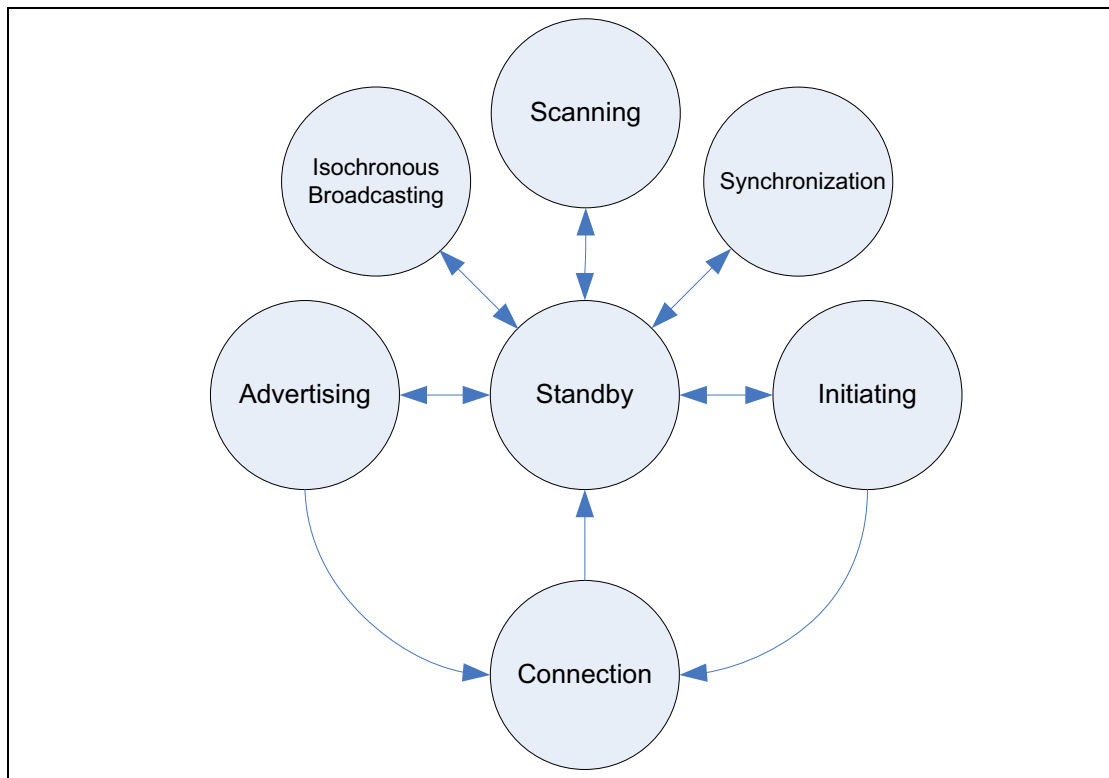 Scanning
Isochronous
Broadcasting
Synchronization
Advertising
Standby
Initiating
Connection